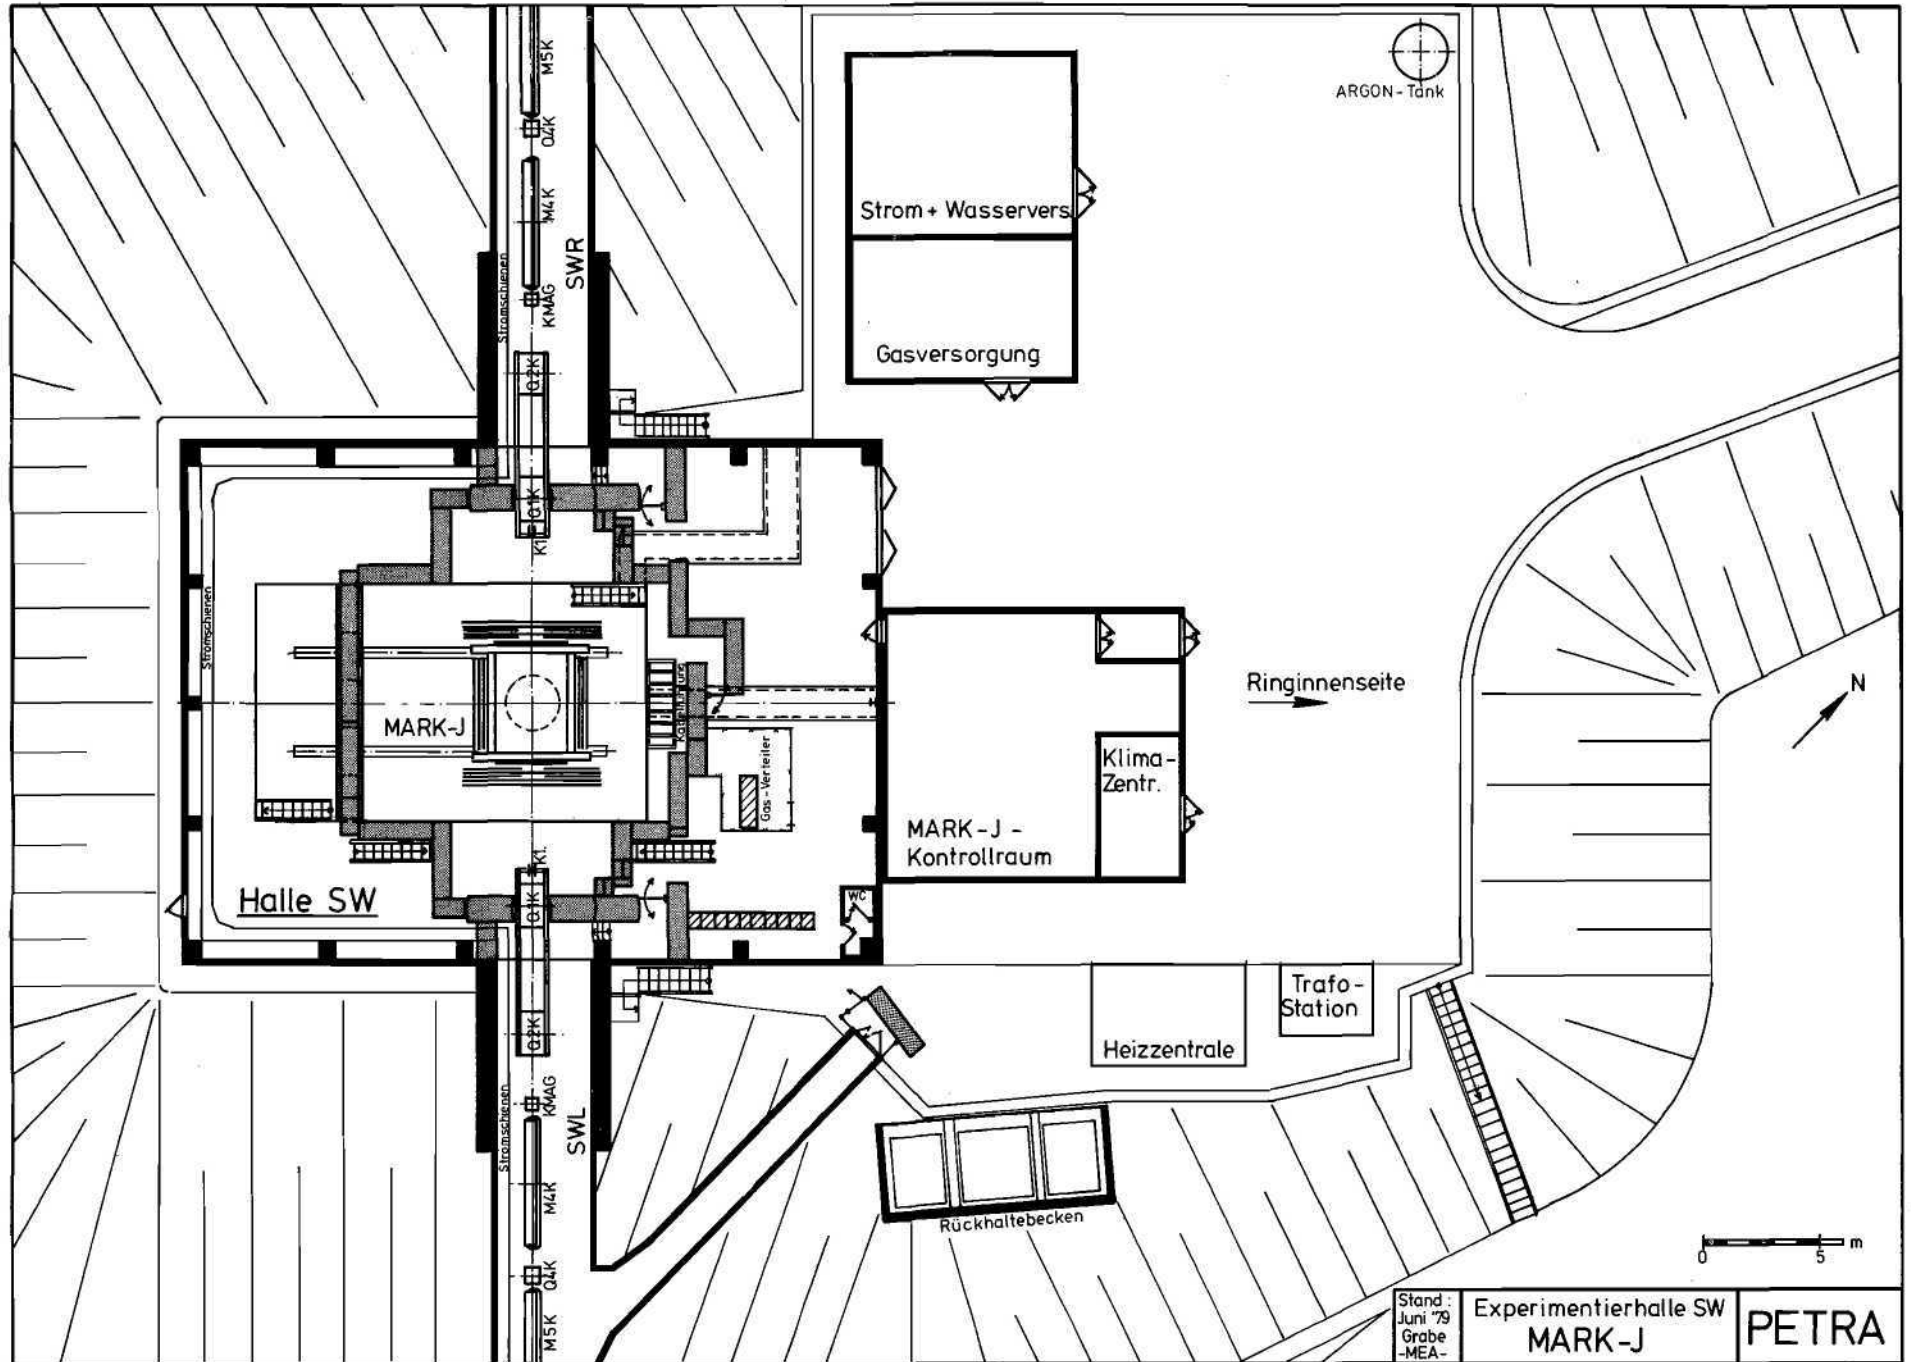 M5K
Q4K
M4K
SWR
Stromschienen
KMAG
Q2K
Q1K
K1
ARGON-Tank
Strom + Wasservers
Gasversorgung
Stromschienen
MARK-J
Gas-Verteiler
Halle SW
K1
Q1K
WC
MARK-J -
Kontrollraum
Klima-
Zentr.
Ringinnenseite
N
Q2K
KMAG
Stromschienen
SWL
M4K
Q4K
M5K
Heizzentrale
Trafo-
Station
Rückhaltebecken
0 5 m
Stand :
Juni '79
Grabe
-MEA-
Experimentierhalle SW
MARK-J
PETRA